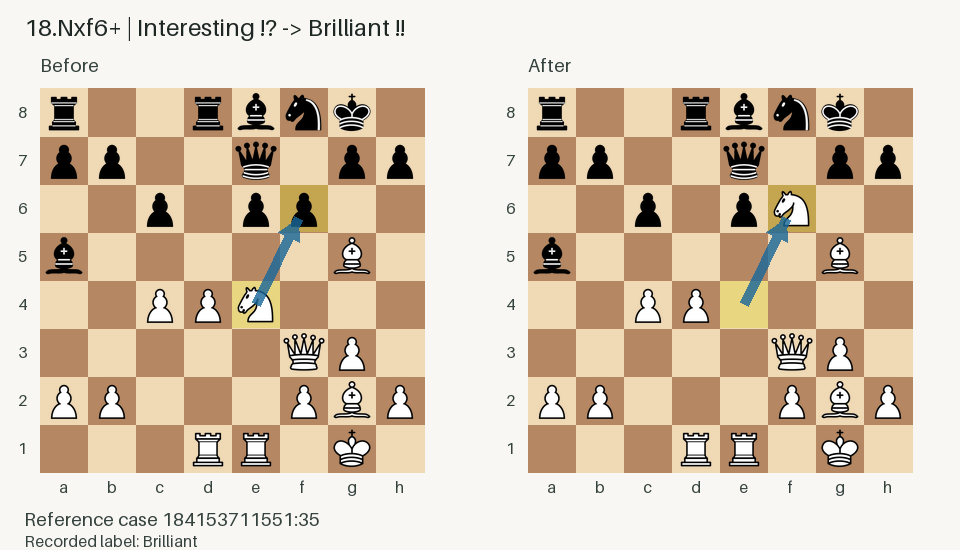 18.Nxf6+ | Interesting !? -> Brilliant !!
Before
After
8
8
7
7
6
6
5
5
4
4
3
3
2
2
1
1
a b c d e f g h
a b c d e f g h
Reference case 184153711551:35
Recorded label: Brilliant